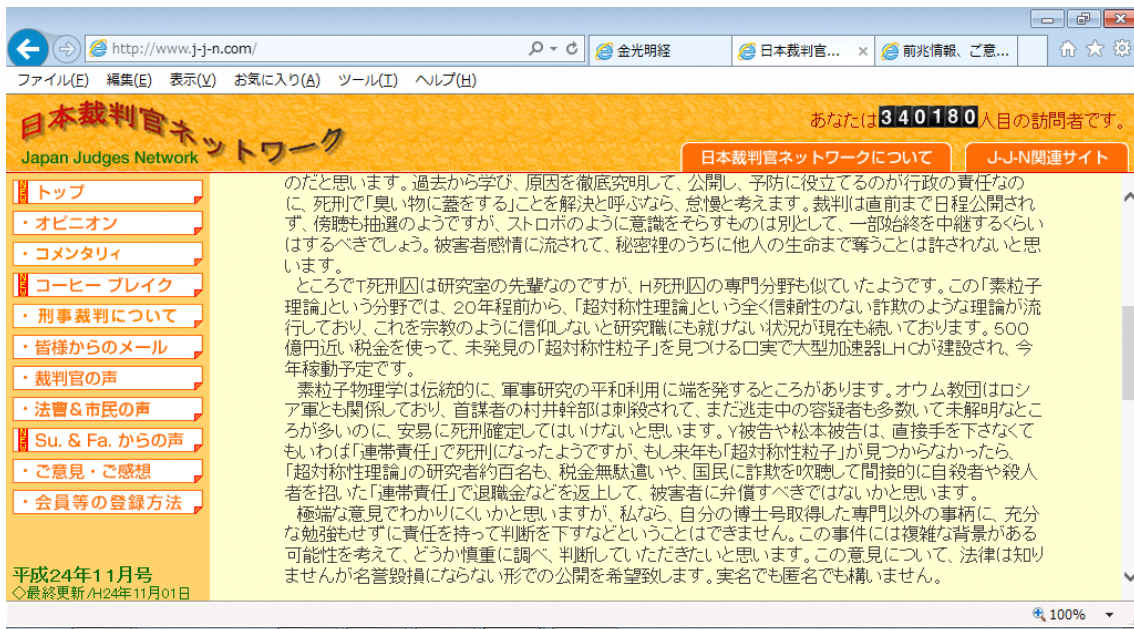 http://www.j-j-n.com/
金光明経
日本裁判官...
前兆情報、ご意...
ファイル(F) 編集(E) 表示(V) お気に入り(A) ツール(T) ヘルプ(H)
日本裁判官ネットワーク
Japan Judges Network
あなたは340180人目の訪問者です。
日本裁判官ネットワークについて
J-J-N関連サイト
NEW トップ
・オピニオン
・コメンタリィ
NEW コーヒー ブレイク
・刑事裁判について
・皆様からのメール
・裁判官の声
・法曹&市民の声
NEW Su. & Fa. からの声
・ご意見・ご感想
・会員等の登録方法
平成24年11月号
◇最終更新/H24年11月01日
のだと思います。過去から学び、原因を徹底究明して、公開し、予防に役立てるのが行政の責任なの
に、死刑で「臭い物に蓋をする」ことを解決と呼ぶなら、怠慢と考えます。裁判は直前まで日程公開され
ず、傍聴も抽選のようですが、ストロボのように意識をそらすものは別として、一部始終を中継するくらい
はするべきでしょう。被害者感情に流されて、秘密裡のうちに他人の生命まで奪うことは許されないと思
います。
ところでT死刑囚は研究室の先輩なのですが、H死刑囚の専門分野も似ていたようです。この「素粒子
理論」という分野では、20年程前から、「超対称性理論」という全く信頼性のない詐欺のような理論が流
行しており、これを宗教のように信仰しないと研究職にも就けない状況が現在も続いております。500
億円近い税金を使って、未発見の「超対称性粒子」を見つける口実で大型加速器LHCが建設され、今
年稼動予定です。
素粒子物理学は伝統的に、軍事研究の平和利用に端を発するところがあります。オウム教団はロシ
ア軍とも関係しており、首謀者の村井幹部は刺殺されて、まだ逃走中の容疑者も多数いて未解明なとこ
ろが多いのに、安易に死刑確定してはいけないと思います。Y被告や松本被告は、直接手を下さなくて
もいわば「連帯責任」で死刑になったようですが、もし来年も「超対称性粒子」が見つからなかったら、
「超対称性理論」の研究者約百名も、税金無駄遣いや、国民に詐欺を吹聴して間接的に自殺者や殺人
者を招いた「連帯責任」で退職金などを返上して、被害者に弁償すべきではないかと思います。
極端な意見でわかりにくいかと思いますが、私なら、自分の博士号取得した専門以外の事柄に、充分
な勉強もせずに責任を持って判断を下すなどということはできません。この事件には複雑な背景がある
可能性を考えて、どうか慎重に調べ、判断していただきたいと思います。この意見について、法律は知り
ませんが名誉毀損にならない形での公開を希望致します。実名でも匿名でも構いません。
100%